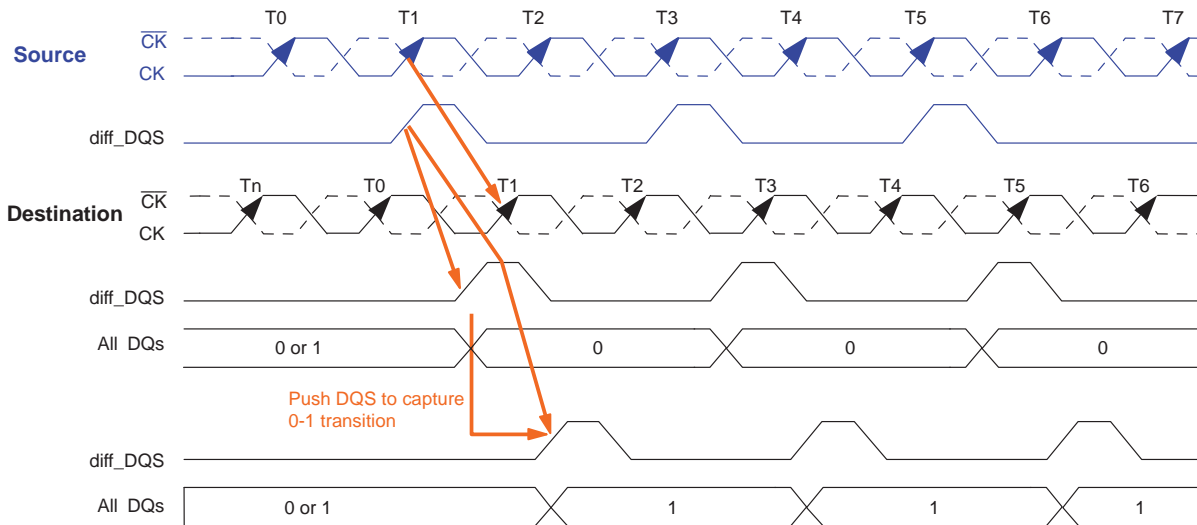 T0 T1 T2 T3 T4 T5 T6 T7
Source
CK
CK
diff_DQS
Tn T0 T1 T2 T3 T4 T5 T6
Destination
CK
CK
diff_DQS
All DQs 0 or 1 0 0 0
Push DQS to capture
0-1 transition
diff_DQS
All DQs 0 or 1 1 1 1